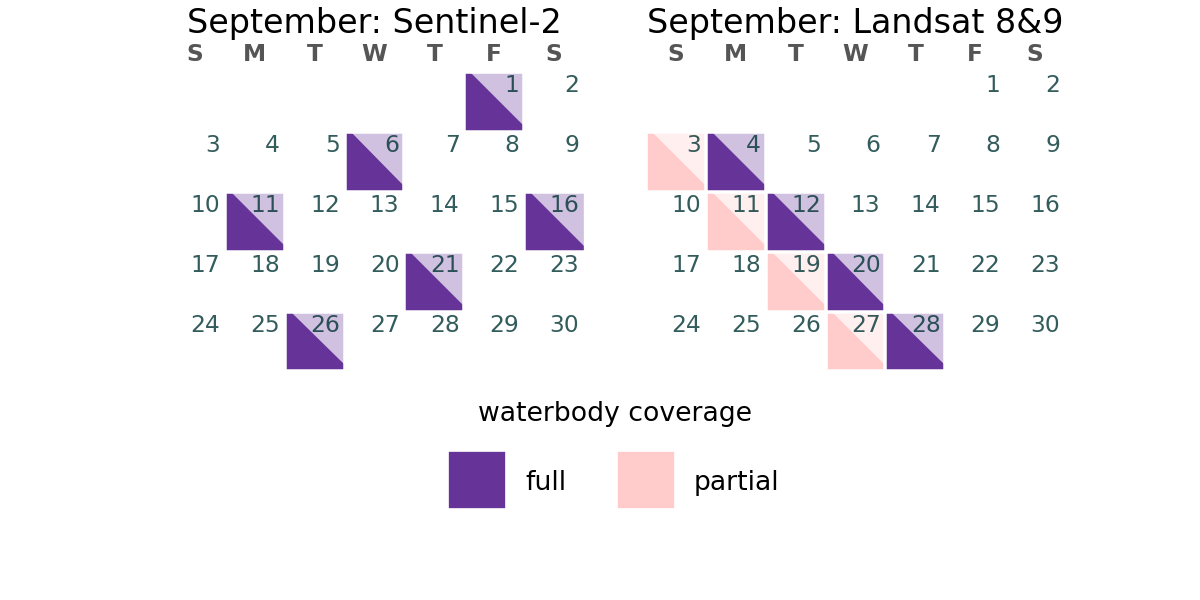 September: Sentinel-2
S M T W T F S
1 2
3 4 5 6 7 8 9
10 11 12 13 14 15 16
17 18 19 20 21 22 23
24 25 26 27 28 29 30
September: Landsat 8&9
S M T W T F S
1 2
3 4 5 6 7 8 9
10 11 12 13 14 15 16
17 18 19 20 21 22 23
24 25 26 27 28 29 30
waterbody coverage
full
partial